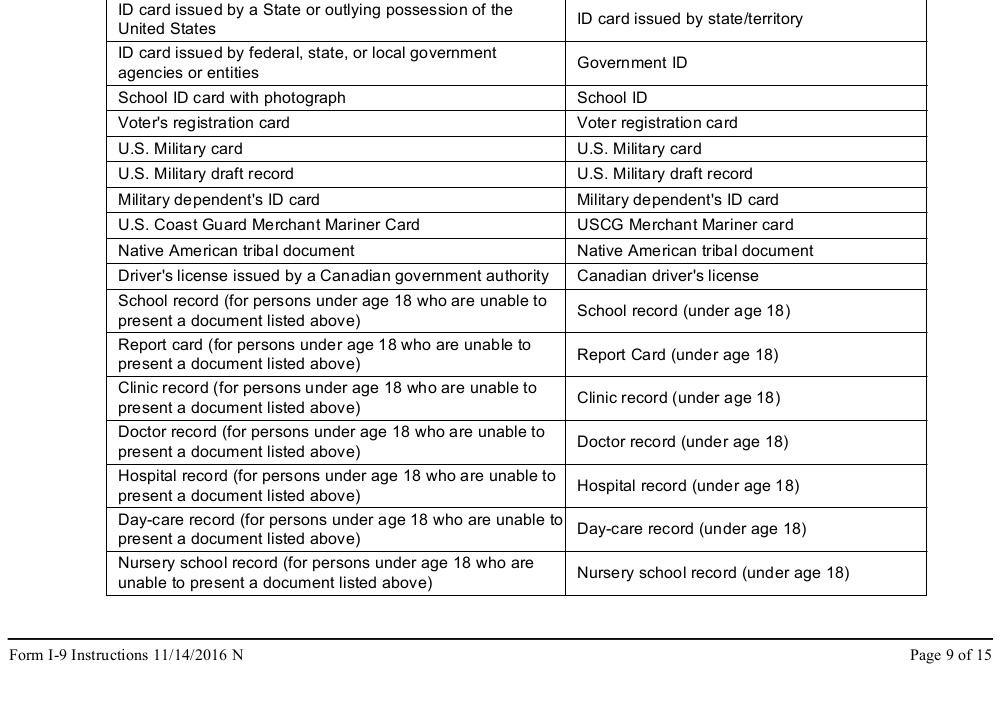 ID card issued by a State or outlying possession of the
United States
ID card issued by state/territory
ID card issued by federal, state, or local government
agencies or entities
Government ID
School ID card with photograph
School ID
Voter's registration card
Voter registration card
U.S. Military card
U.S. Military card
U.S. Military draft record
U.S. Military draft record
Military dependent's ID card
Military dependent's ID card
U.S. Coast Guard Merchant Mariner Card
USCG Merchant Mariner card
Native American tribal document
Native American tribal document
Driver's license issued by a Canadian government authority
Canadian driver's license
School record (for persons under age 18 who are unable to
present a document listed above)
School record (under age 18)
Report card (for persons under age 18 who are unable to
present a document listed above)
Report Card (under age 18)
Clinic record (for persons under age 18 who are unable to
present a document listed above)
Clinic record (under age 18)
Doctor record (for persons under age 18 who are unable to
present a document listed above)
Doctor record (under age 18)
Hospital record (for persons under age 18 who are unable to
present a document listed above)
Hospital record (under age 18)
Day-care record (for persons under age 18 who are unable to
present a document listed above)
Day-care record (under age 18)
Nursery school record (for persons under age 18 who are
unable to present a document listed above)
Nursery school record (under age 18)
Form I-9 Instructions 11/14/2016 N
Page 9 of 15